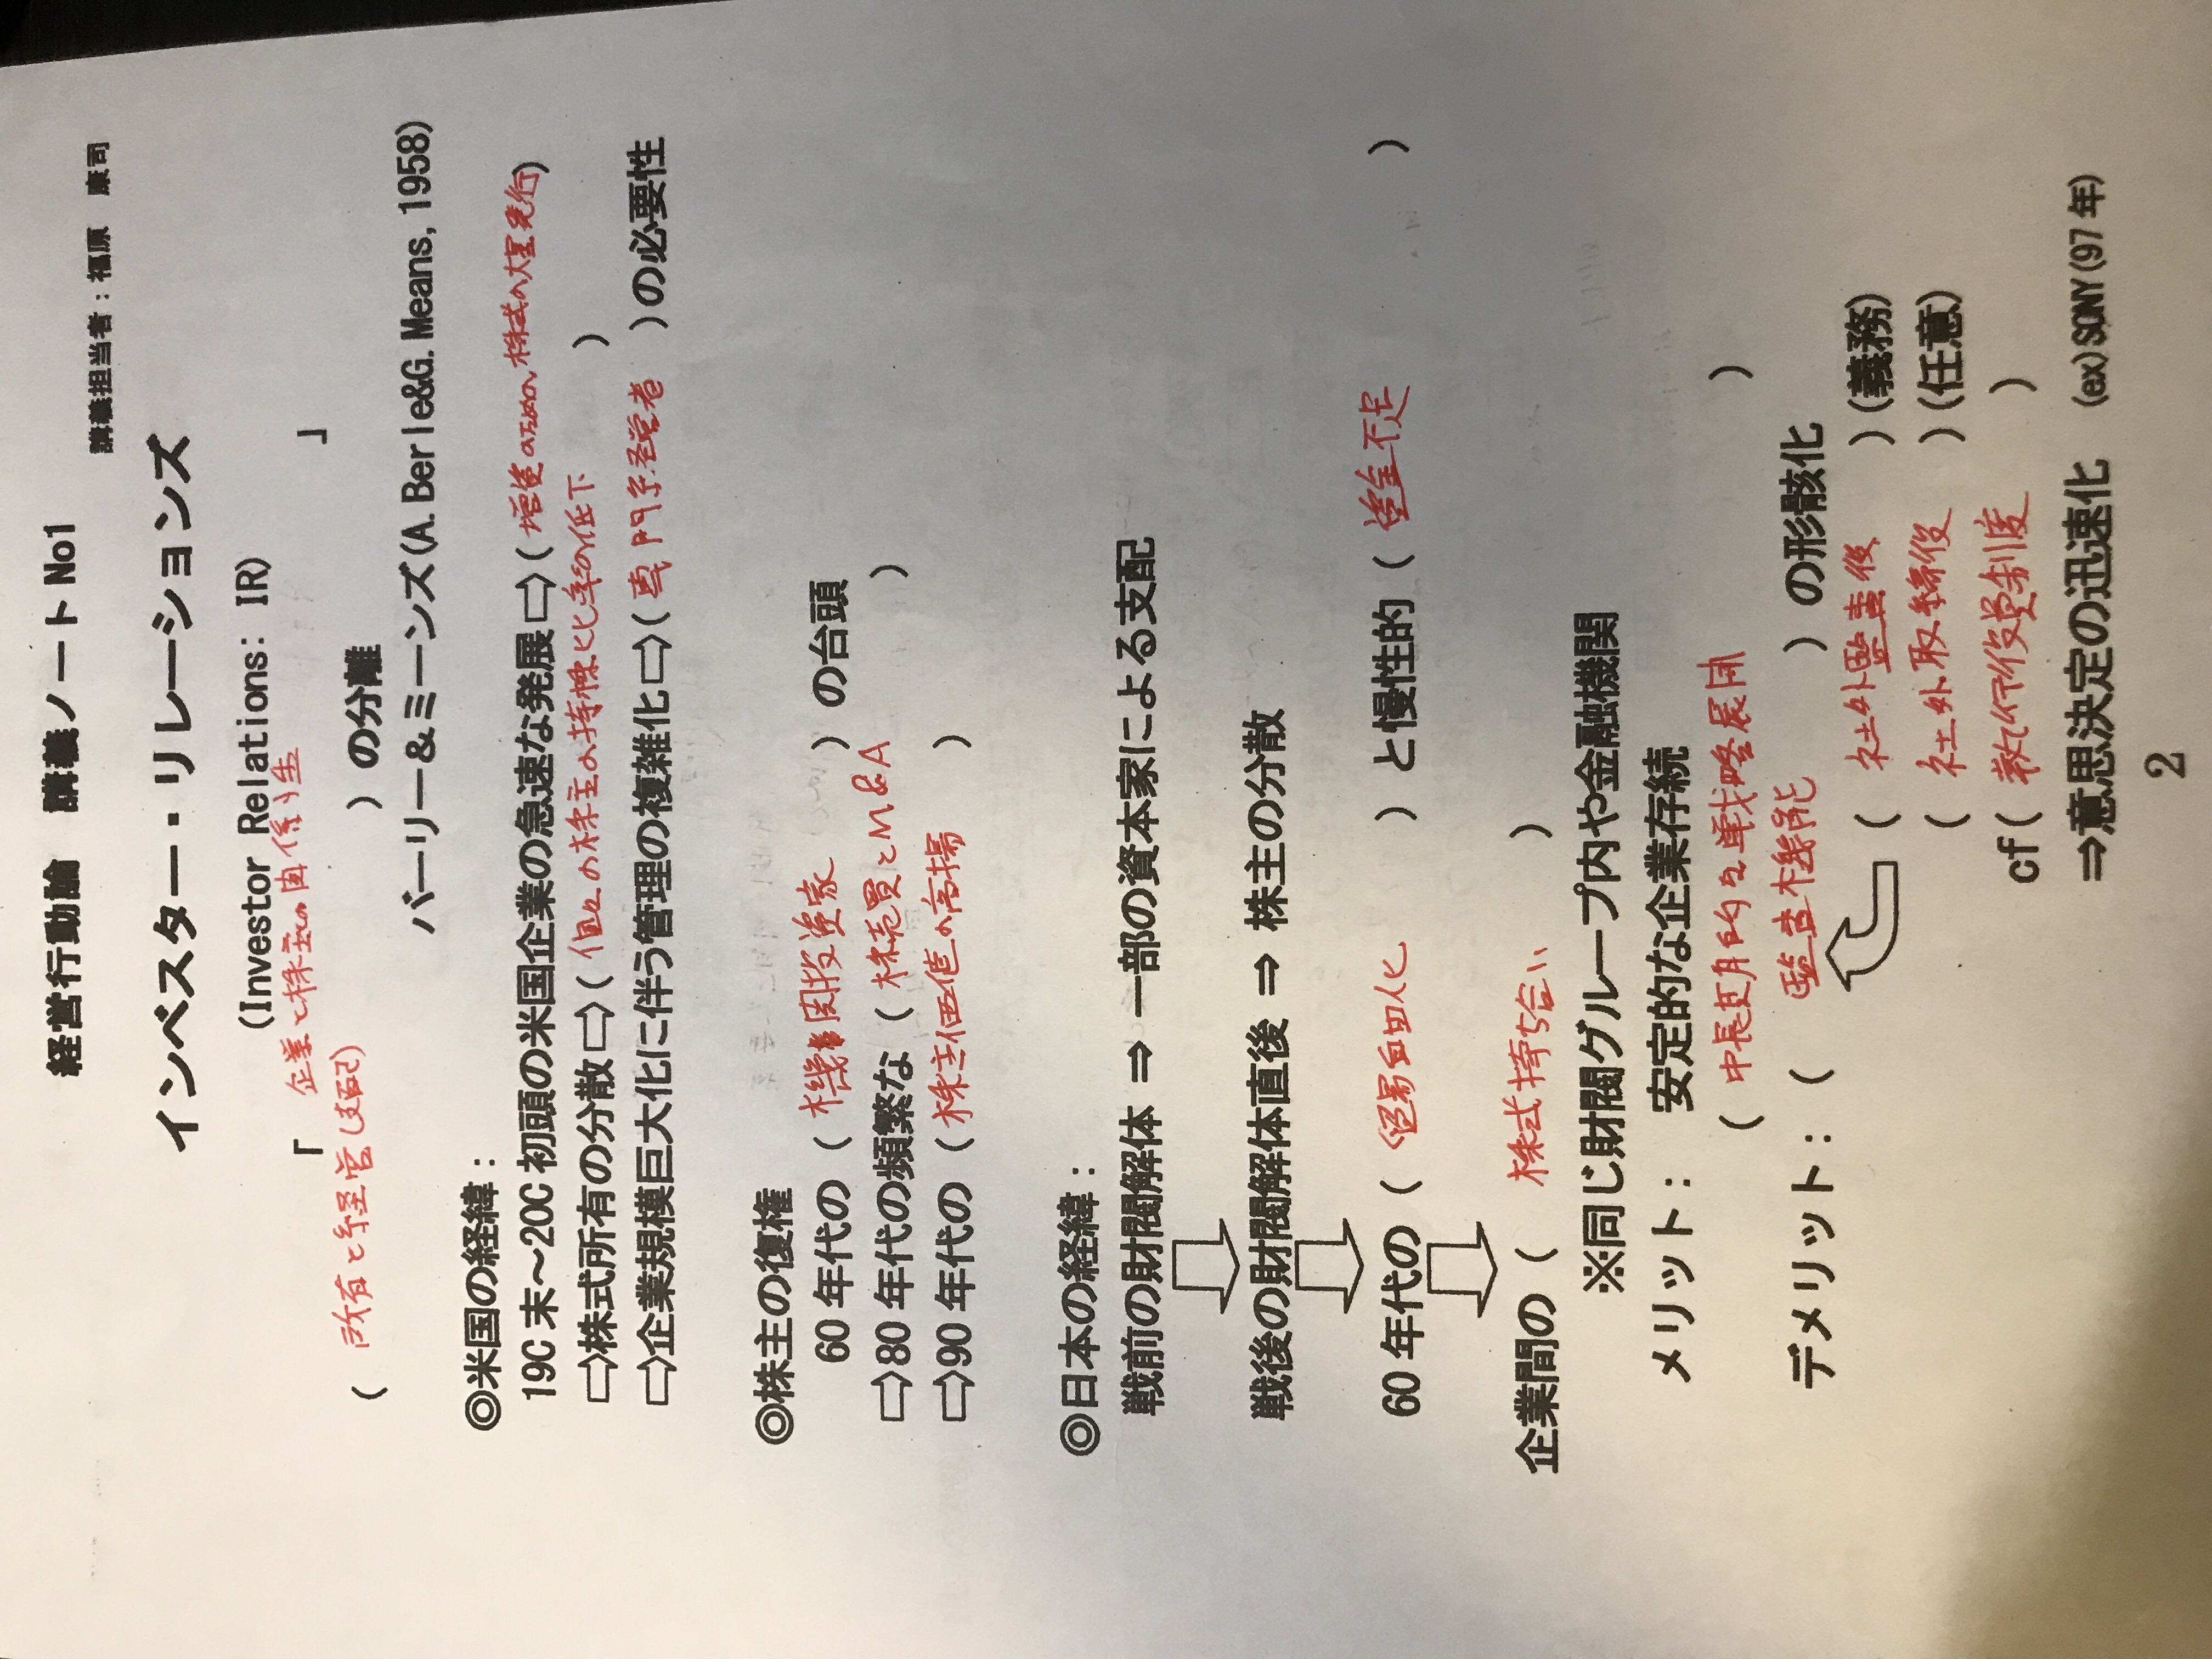 経営行動論　講義ノート No1
講義担当者：福原　康司
インベスター・リレーションズ
(Investor Relations: IR)
「 企業と株主の関係性 」
( 所有と経営(支配) ) の分離
バーリー＆ミーンズ(A.Berle&G.Means, 1958)
◎米国の経緯：
19C 末～20C 初頭の米国企業の急速な発展⇨( 増資のための株式の大量発行)
⇨株式所有の分散⇨( 個々の株主の持株比率の低下 )
⇨企業規模巨大化に伴う管理の複雑化⇨( 専門経営者 )の必要性
◎株主の復権
60 年代の ( 機関投資家 ) の台頭
⇨80 年代の頻繁な ( 株売買とM&A )
⇨90 年代の ( 株主価値の高揚 )
◎日本の経緯：
戦前の財閥解体 ⇒ 一部の資本家による支配
戦後の財閥解体直後 ⇒ 株主の分散
60 年代の ( 貿易自由化 ) と慢性的 ( 資金不足 )
企業間の ( 株式持ち合い )
※同じ財閥グループ内や金融機関
メリット：　安定的な企業存続
( 中長期的な戦略展開 )
デメリット： ( 監査機能 ) の形骸化
( 社外監査役 ) (義務)
( 社外取締役 ) (任意)
cf( 執行役員制度 )
⇒意思決定の迅速化　(ex)SONY(97 年)
2